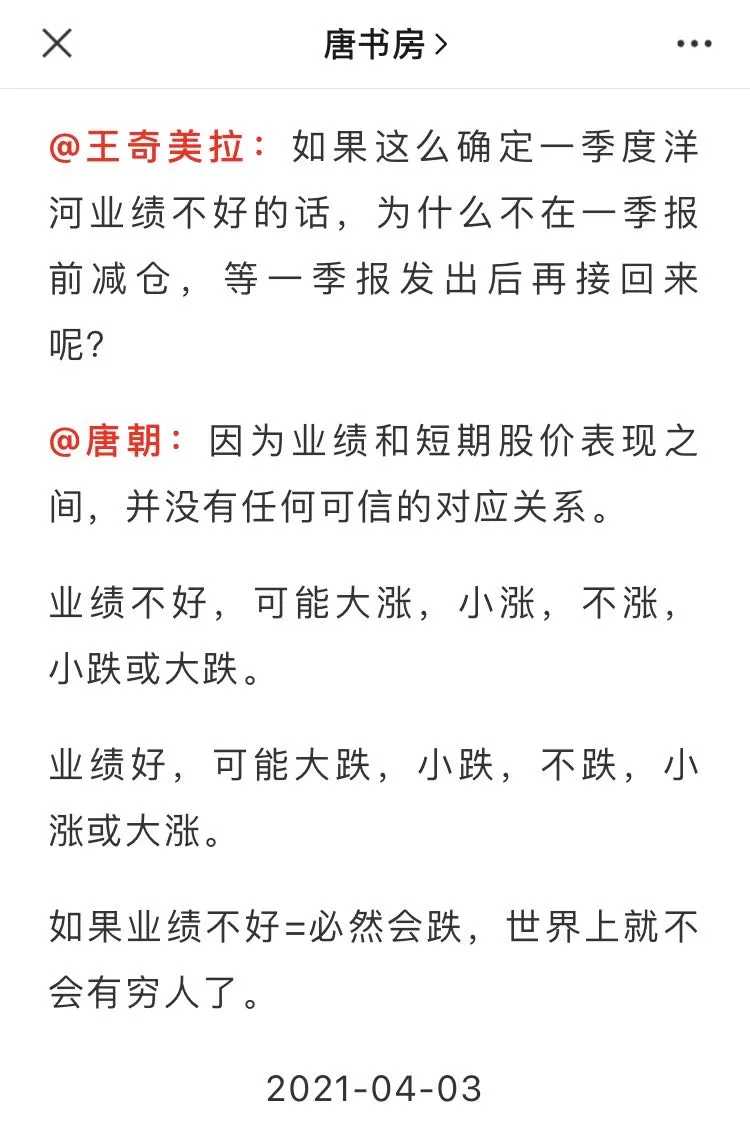 唐书房
@王奇美拉：如果这么确定一季度洋
河业绩不好的话，为什么不在一季报
前减仓，等一季报发出后再接回来
呢？
@唐朝：因为业绩和短期股价表现之
间，并没有任何可信的对应关系。
业绩不好，可能大涨，小涨，不涨，
小跌或大跌。
业绩好，可能大跌，小跌，不跌，小
涨或大涨。
如果业绩不好=必然会跌，世界上就不
会有穷人了。
2021-04-03